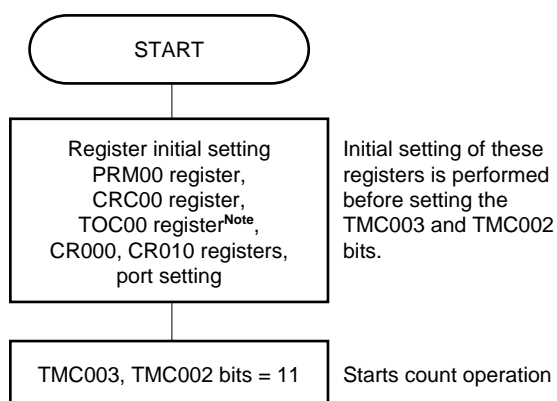 START
Register initial setting
PRM00 register,
CRC00 register,
TOC00 registerNote,
CR000, CR010 registers,
port setting
Initial setting of these
registers is performed
before setting the
TMC003 and TMC002
bits.
TMC003, TMC002 bits = 11
Starts count operation